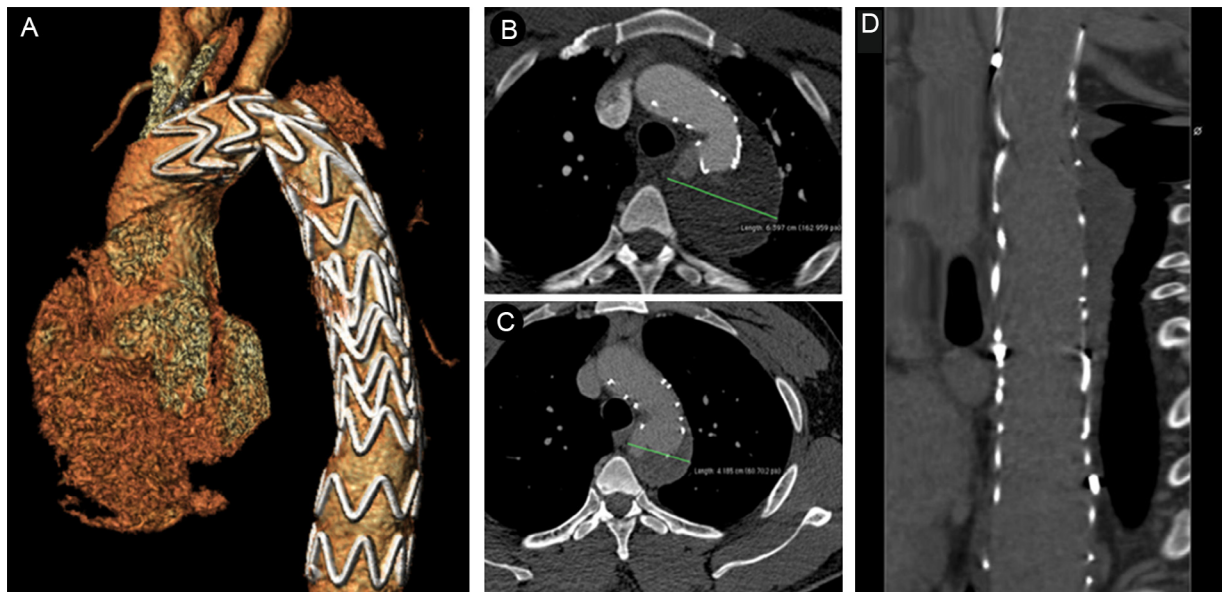 A
B
Length: 6.597 cm (162.959 px)
C
Length: 4.185 cm (80.702 px)
D
ø